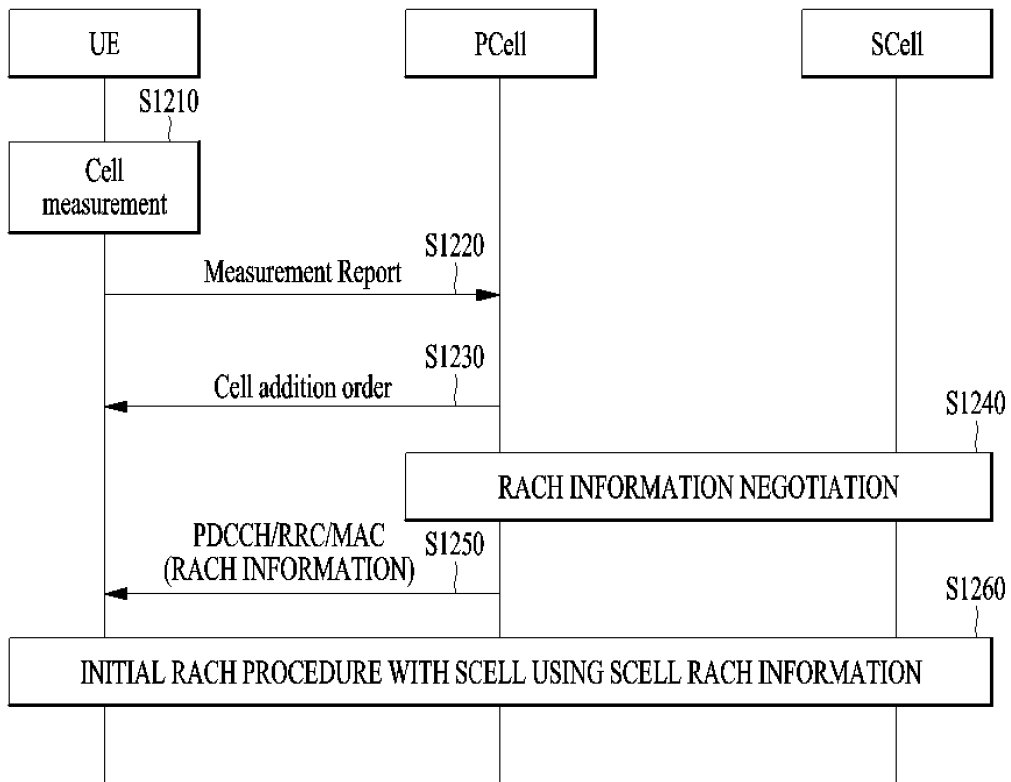 UE
PCell
SCell
S1210
Cell
measurement
S1220
Measurement Report
S1230
Cell addition order
S1240
RACH INFORMATION NEGOTIATION
PDCCH/RRC/MAC
(RACH INFORMATION)
S1250
S1260
INITIAL RACH PROCEDURE WITH SCELL USING SCELL RACH INFORMATION